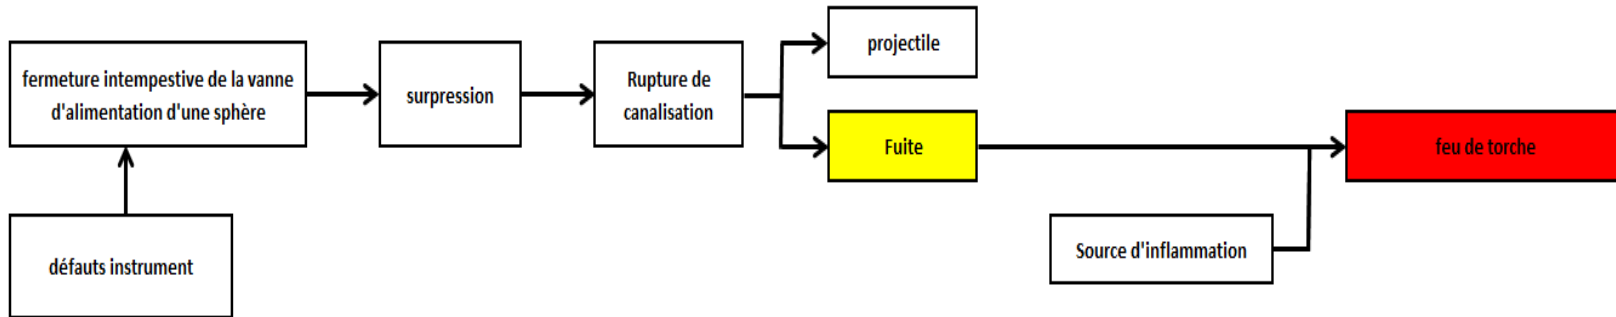 fermeture intempestive de la vanne
d'alimentation d'une sphère
surpression
Rupture de
canalisation
projectile
Fuite
feu de torche
Source d'inflammation
défauts instrument